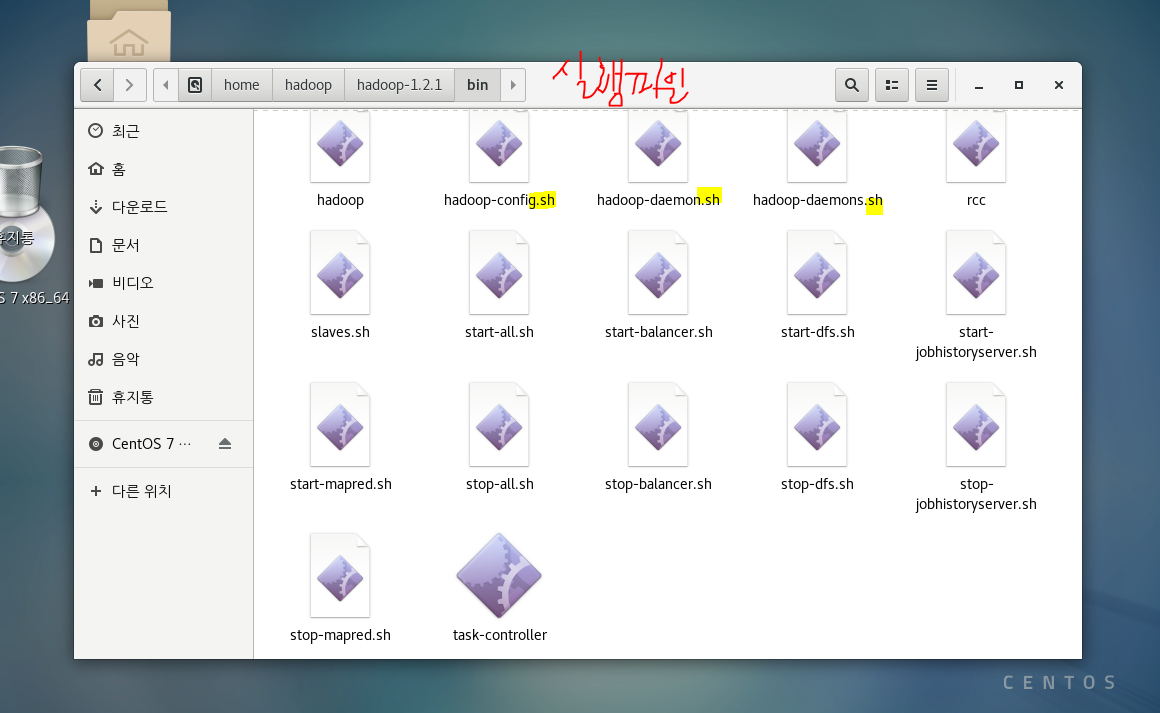 실행파일
home hadoop hadoop-1.2.1 bin
최근
홈
다운로드
문서
비디오
사진
음악
휴지통
CentOS 7 …
다른 위치
휴지통
S 7 x86_64
hadoop hadoop-config.sh hadoop-daemon.sh hadoop-daemons.sh rcc
slaves.sh start-all.sh start-balancer.sh start-dfs.sh start-
jobhistoryserver.sh
start-mapred.sh stop-all.sh stop-balancer.sh stop-dfs.sh stop-
jobhistoryserver.sh
stop-mapred.sh task-controller
CENTOS